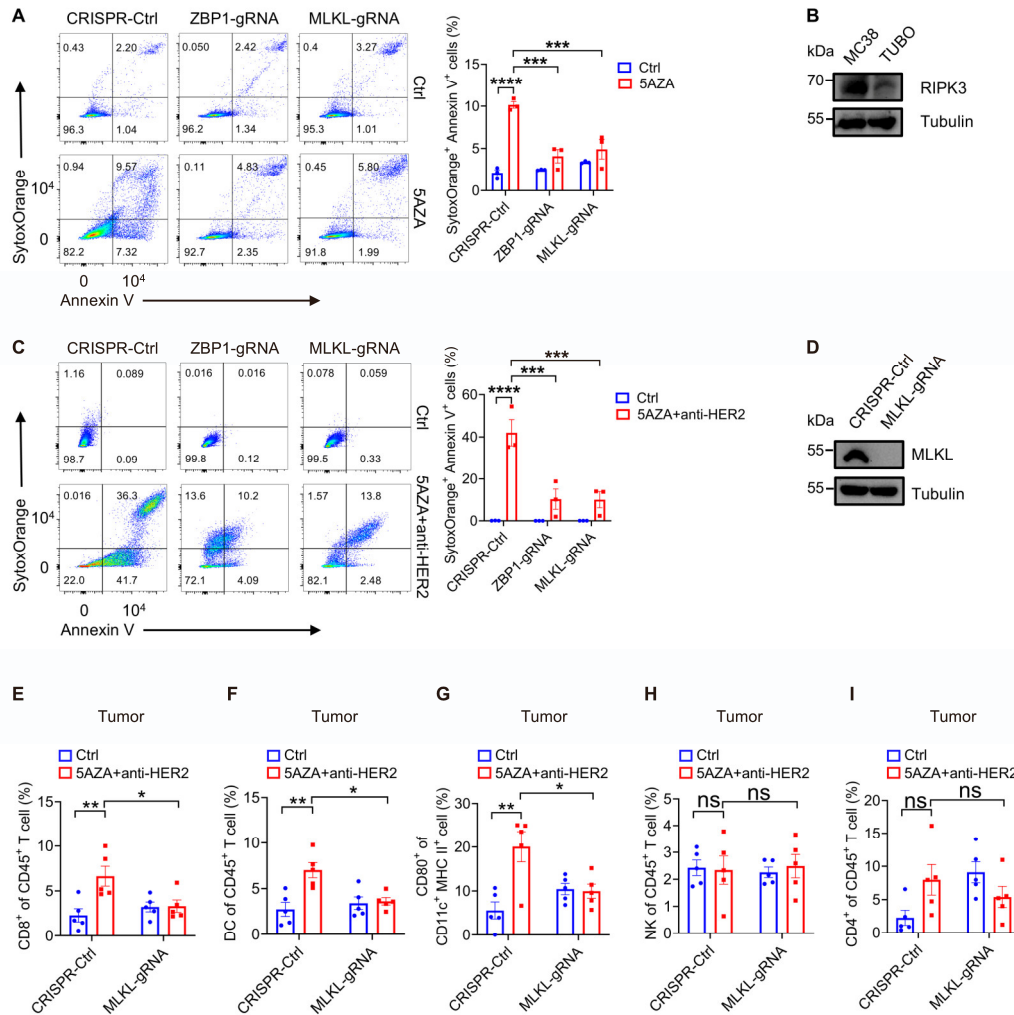 A
CRISPR-Ctrl ZBP1-gRNA MLKL-gRNA
0.43 2.20 0.050 2.42 0.4 3.27
Ctrl
96.3 1.04 96.2 1.34 95.3 1.01
0.94 9.57 0.11 4.83 0.45 5.80
5AZA
82.2 7.32 92.7 2.35 91.8 1.99
SytoxOrange
10⁴
0
0 10⁴
Annexin V
SytoxOrange⁺ Annexin V⁺ cells (%)
15
10
5
0
**** *** ***
Ctrl
5AZA
CRISPR-Ctrl
ZBP1-gRNA
MLKL-gRNA
B
kDa MC38 TUBO
70 RIPK3
55 Tubulin
C
CRISPR-Ctrl ZBP1-gRNA MLKL-gRNA
1.16 0.089 0.016 0.016 0.078 0.059
Ctrl
98.7 0.09 99.8 0.12 99.5 0.33
0.016 36.3 13.6 10.2 1.57 13.8
5AZA+anti-HER2
22.0 41.7 72.1 4.09 82.1 2.48
SytoxOrange
10⁴
0
0 10⁴
Annexin V
SytoxOrange⁺ Annexin V⁺ cells (%)
60
40
20
0
**** *** ***
Ctrl
5AZA+anti-HER2
CRISPR-Ctrl
ZBP1-gRNA
MLKL-gRNA
D
kDa CRISPR-Ctrl MLKL-gRNA
55 MLKL
55 Tubulin
E
Tumor
Ctrl
5AZA+anti-HER2
CD8⁺ of CD45⁺ T cell (%)
15
10
5
0
** *
CRISPR-Ctrl
MLKL-gRNA
F
Tumor
Ctrl
5AZA+anti-HER2
DC of CD45⁺ T cell (%)
15
10
5
0
** *
CRISPR-Ctrl
MLKL-gRNA
G
Tumor
Ctrl
5AZA+anti-HER2
CD80⁺ of
CD11c⁺ MHC II⁺ cell (%)
30
20
10
0
** *
CRISPR-Ctrl
MLKL-gRNA
H
Tumor
Ctrl
5AZA+anti-HER2
NK of CD45⁺ T cell (%)
5
4
3
2
1
0
ns ns
CRISPR-Ctrl
MLKL-gRNA
I
Tumor
Ctrl
5AZA+anti-HER2
CD4⁺ of CD45⁺ T cell (%)
20
15
10
5
0
ns ns
CRISPR-Ctrl
MLKL-gRNA